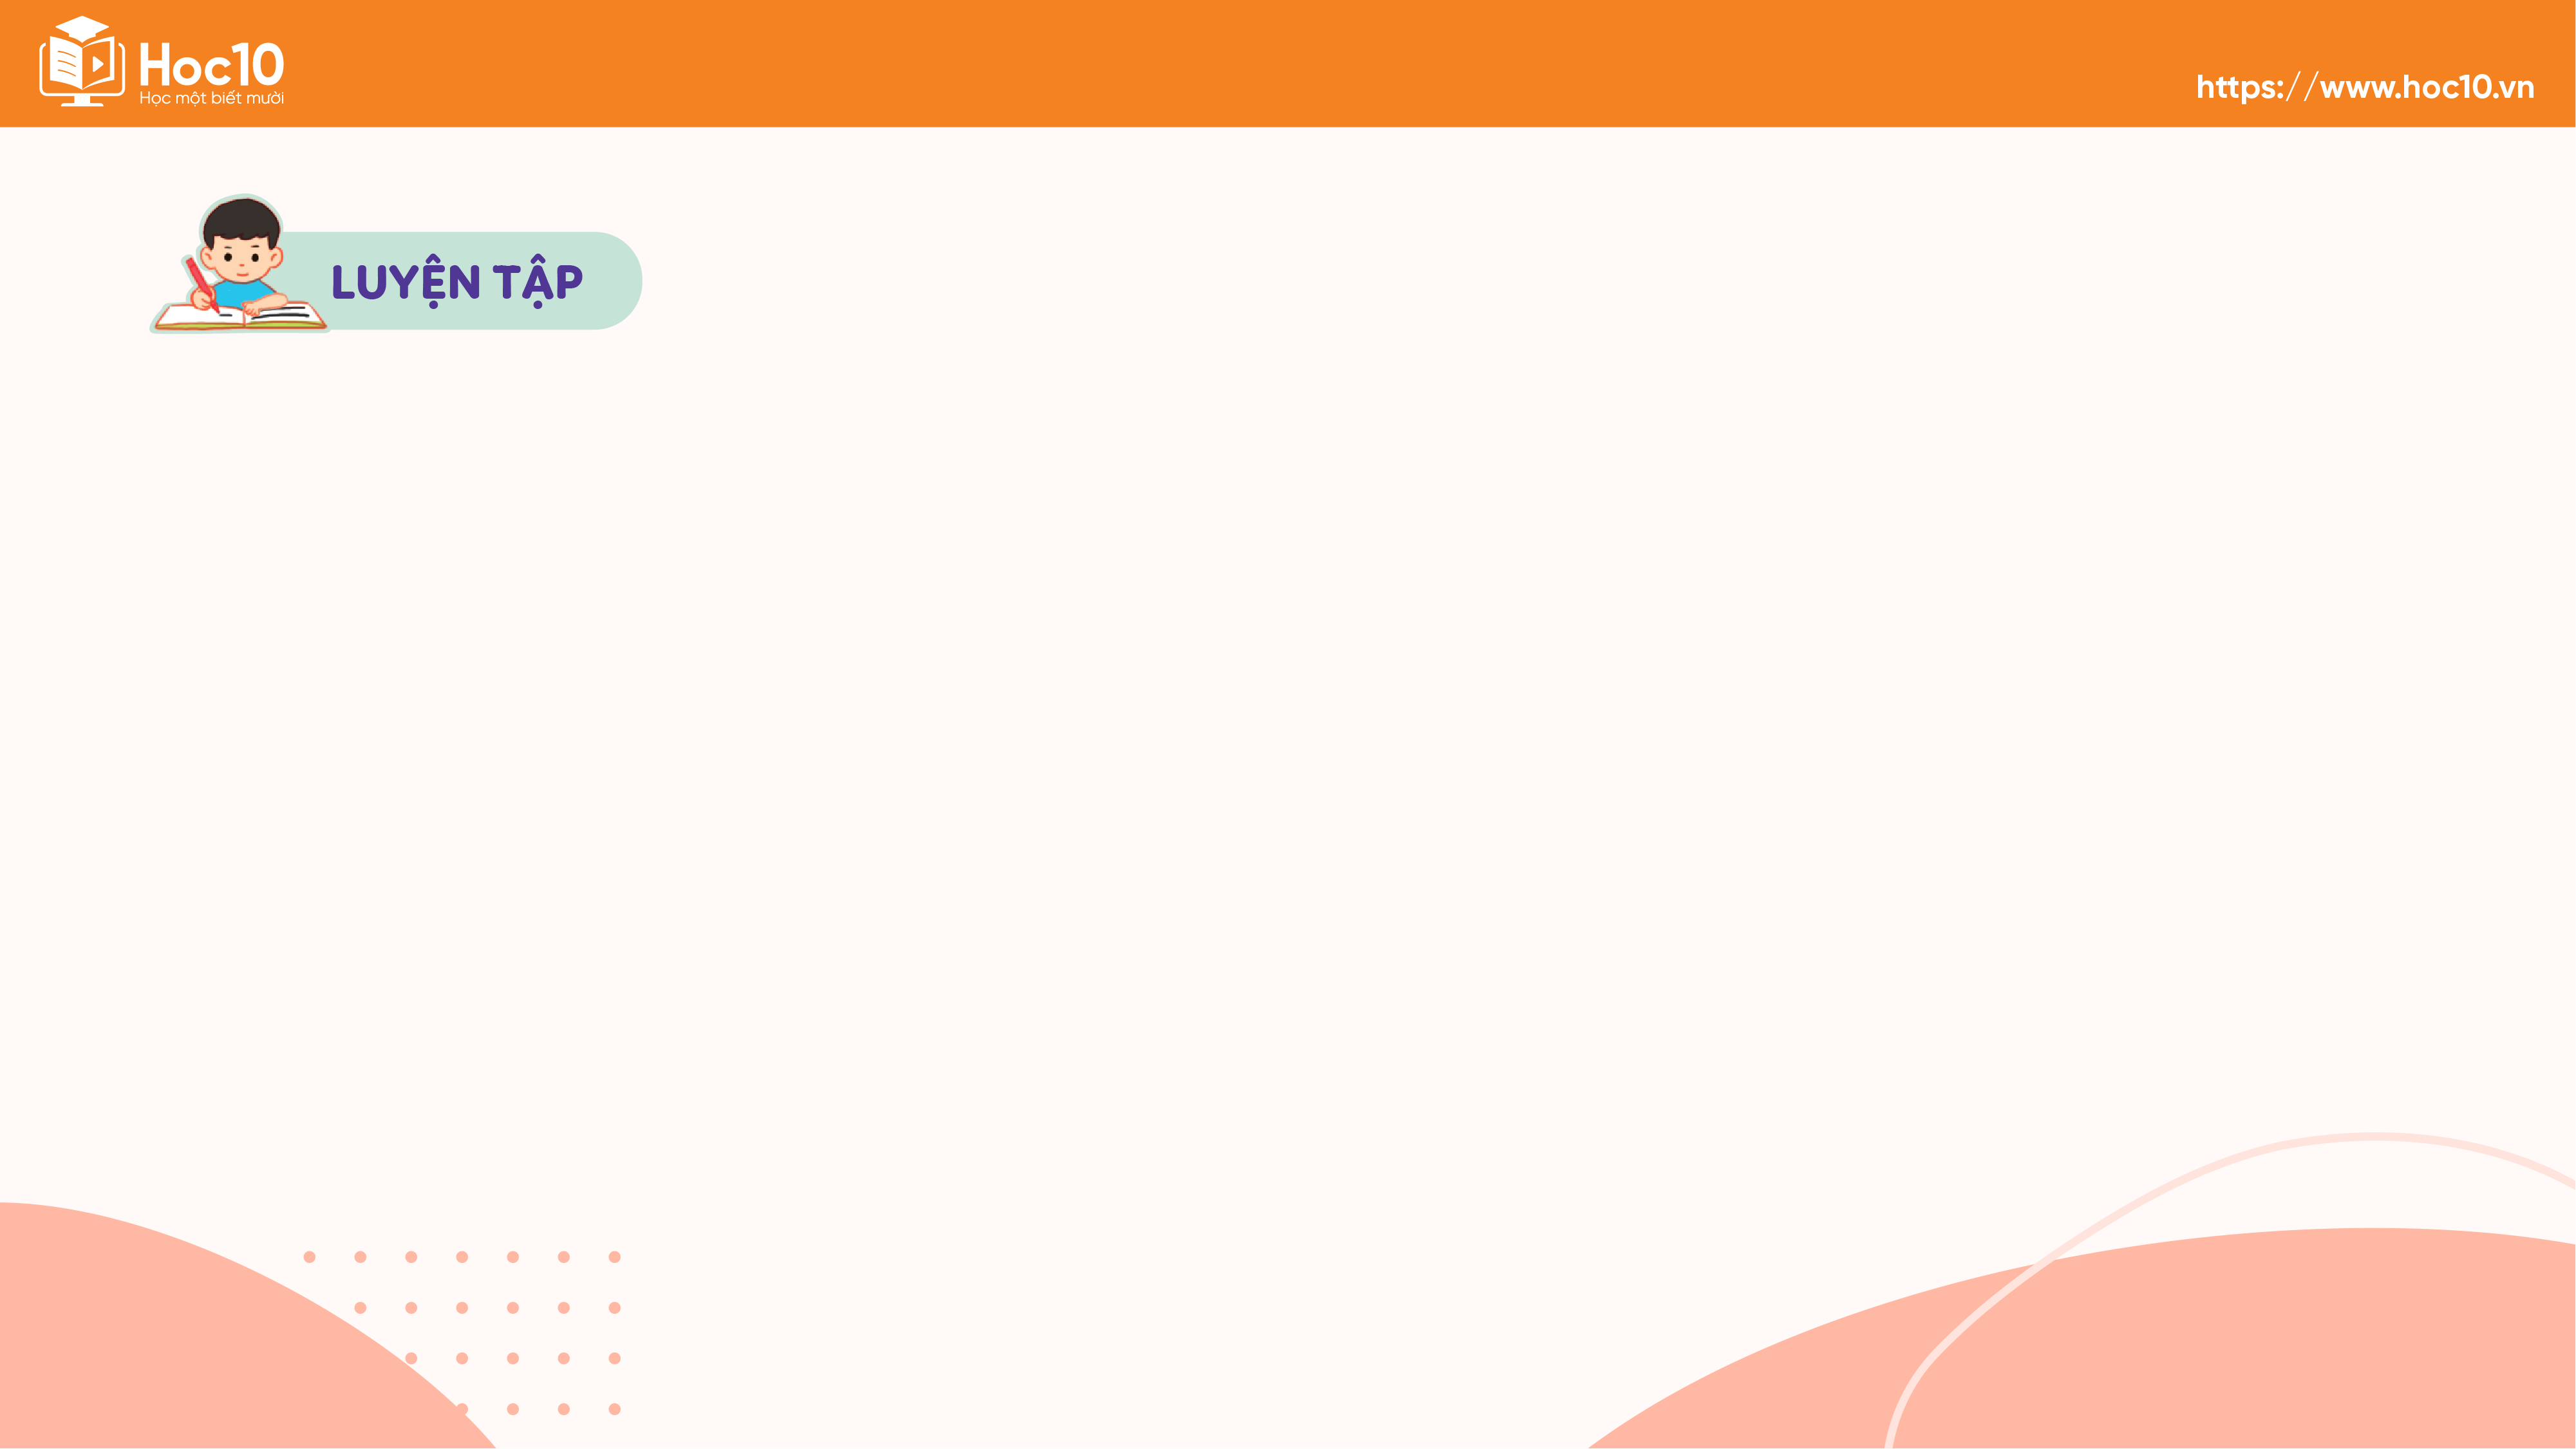 Hoc10
Học một biết mười
https://www.hoc10.vn
LUYỆN TẬP